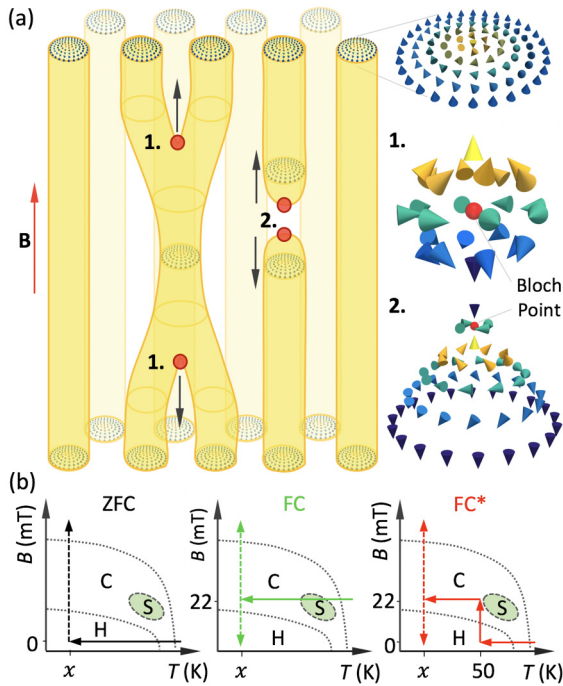 (a)
1.
1.
B
2.
Bloch
Point
1.
2.
(b)
ZFC
FC
FC*
B (mT)
C
S
H
0
x
T (K)
B (mT)
C
S
22
H
x
T (K)
B (mT)
C
S
22
H
0
x
50
T (K)